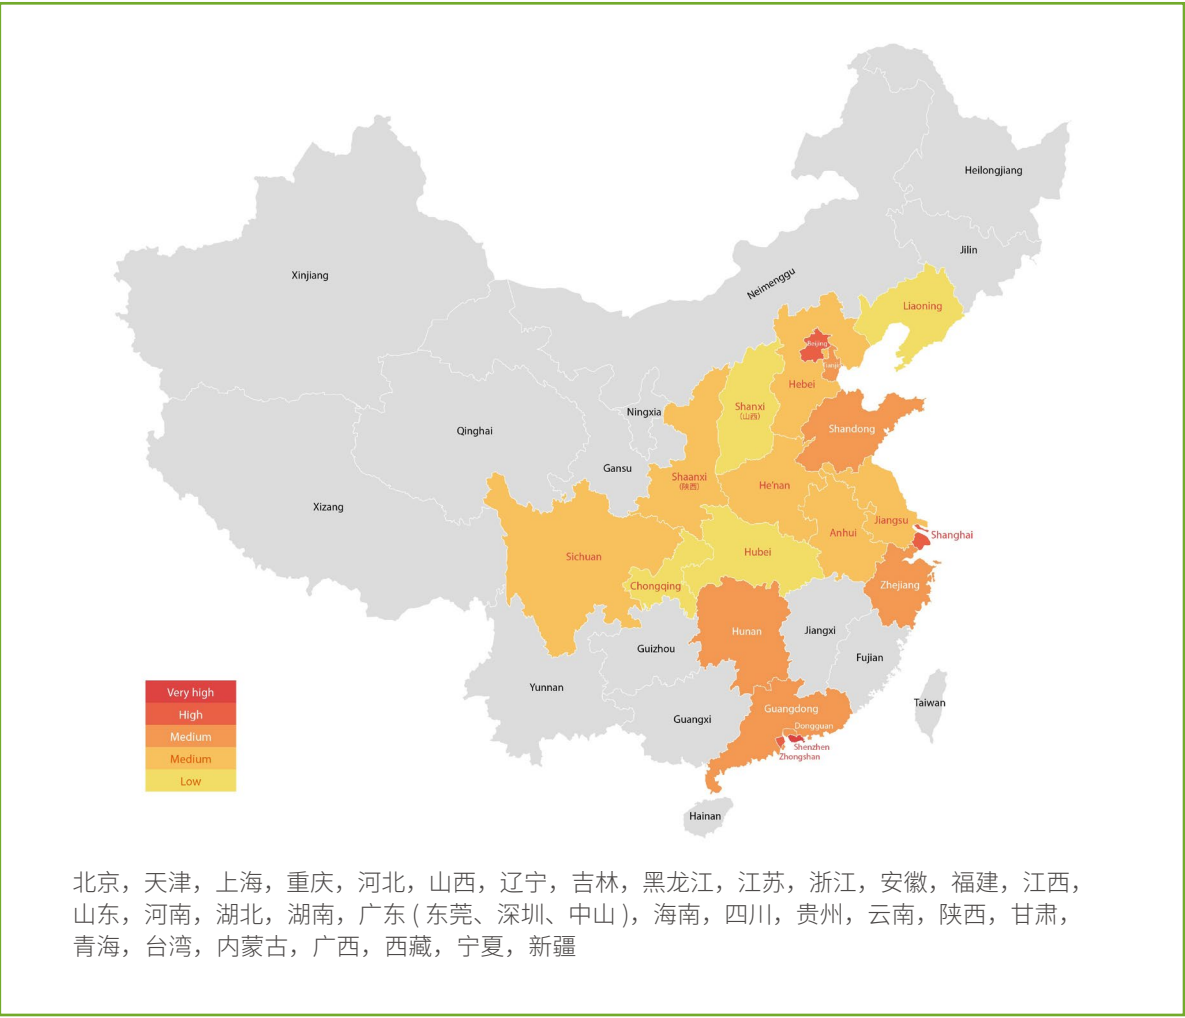 Heilongjiang
Jilin
Xinjiang
Neimenggu
Liaoning
Beijing
Tianjin
Hebei
Ningxia
Shanxi
(山西)
Qinghai
Shandong
Gansu
Shaanxi
(陕西)
He'nan
Xizang
Jiangsu
Anhui
Shanghai
Sichuan
Hubei
Chongqing
Zhejiang
Hunan
Jiangxi
Guizhou
Fujian
Yunnan
Taiwan
Guangdong
Guangxi
Dongguan
Shenzhen
Zhongshan
Hainan
Very high
High
Medium
Medium
Low
北京，天津，上海，重庆，河北，山西，辽宁，吉林，黑龙江，江苏，浙江，安徽，福建，江西，
山东，河南，湖北，湖南，广东 ( 东莞、深圳、中山 )，海南，四川，贵州，云南，陕西，甘肃，
青海，台湾，内蒙古，广西，西藏，宁夏，新疆